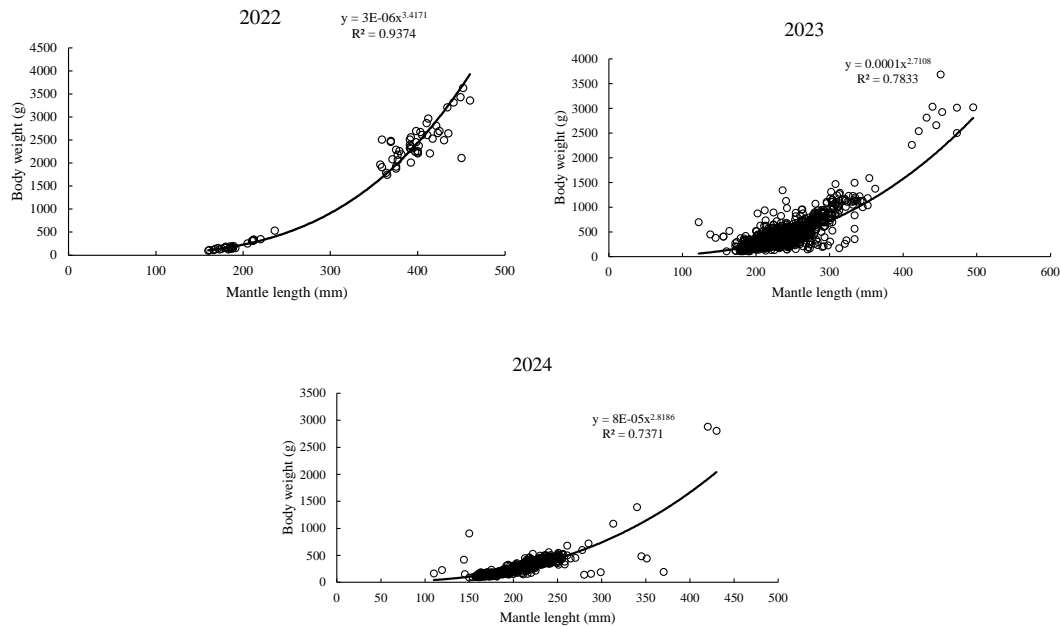 2022
y = 3E-06x^3.4171
R² = 0.9374
4500
4000
3500
3000
2500
2000
1500
1000
500
0
Body weight (g)
0 100 200 300 400 500
Mantle length (mm)
2023
y = 0.0001x^2.7108
R² = 0.7833
4000
3500
3000
2500
2000
1500
1000
500
0
Body weight (g)
0 100 200 300 400 500 600
Mantle length (mm)
2024
y = 8E-05x^2.8186
R² = 0.7371
3500
3000
2500
2000
1500
1000
500
0
Body weight (g)
0 50 100 150 200 250 300 350 400 450 500
Mantle lenght (mm)